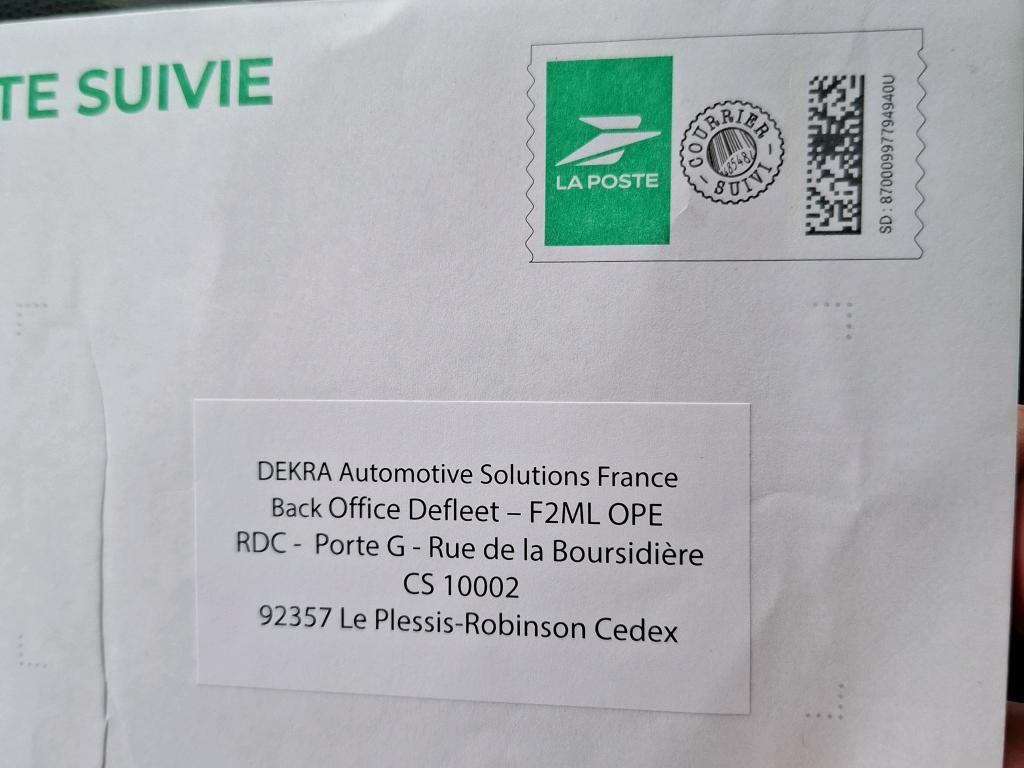 TE SUIVIE
LA POSTE
COURRIER
SUIVI
SD : 87000997794940U
DEKRA Automotive Solutions France
Back Office Defleet – F2ML OPE
RDC - Porte G - Rue de la Boursidière
CS 10002
92357 Le Plessis-Robinson Cedex